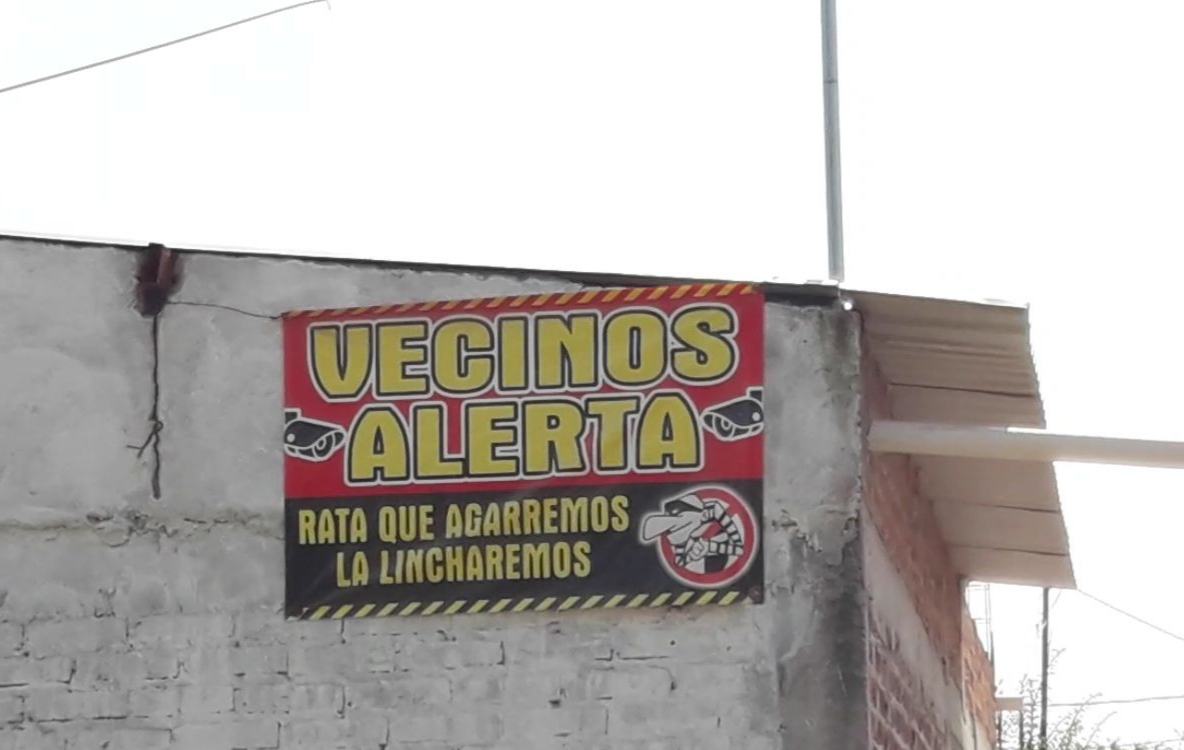 VECINOS
ALERTA
RATA QUE AGARREMOS
LA LINCHAREMOS